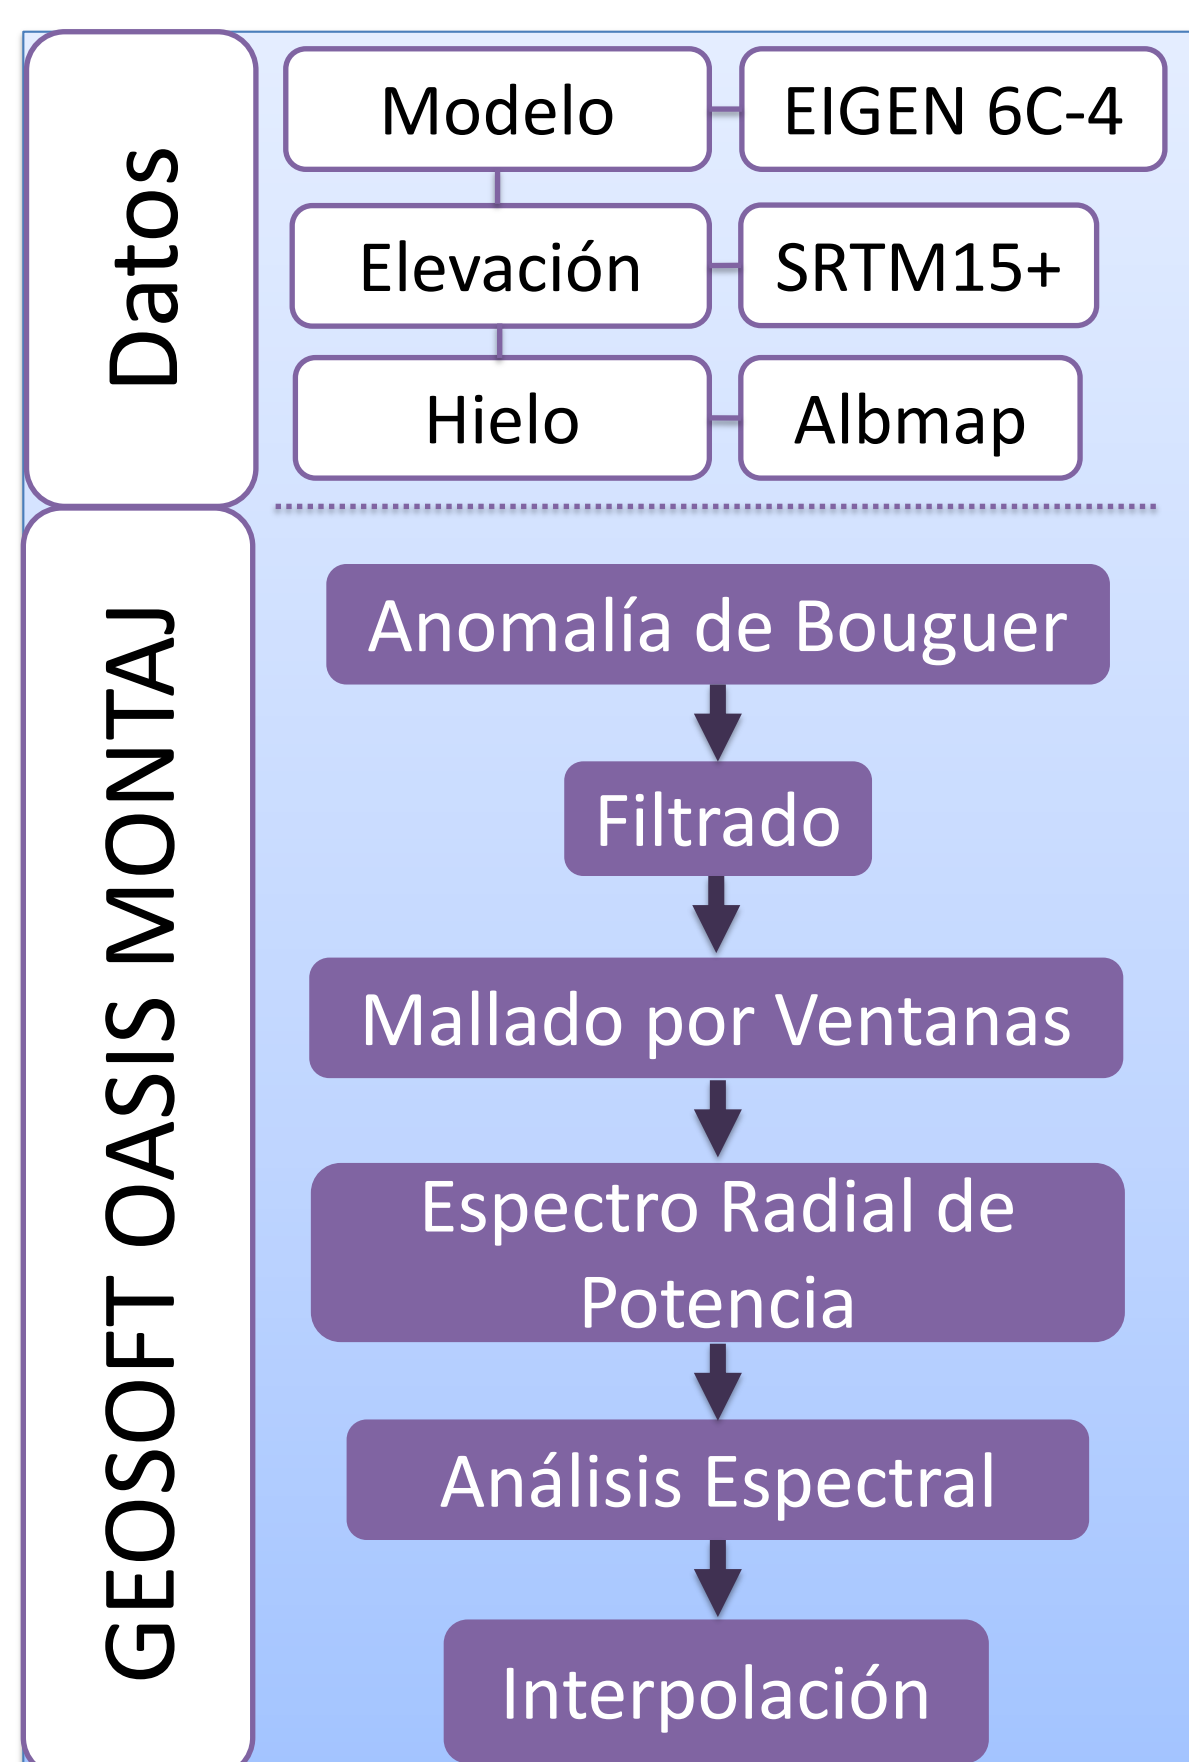 Datos
Modelo
EIGEN 6C-4
Elevación
SRTM15+
Hielo
Albmap
GEOSOFT OASIS MONTAJ
Anomalía de Bouguer
Filtrado
Mallado por Ventanas
Espectro Radial de
Potencia
Análisis Espectral
Interpolación